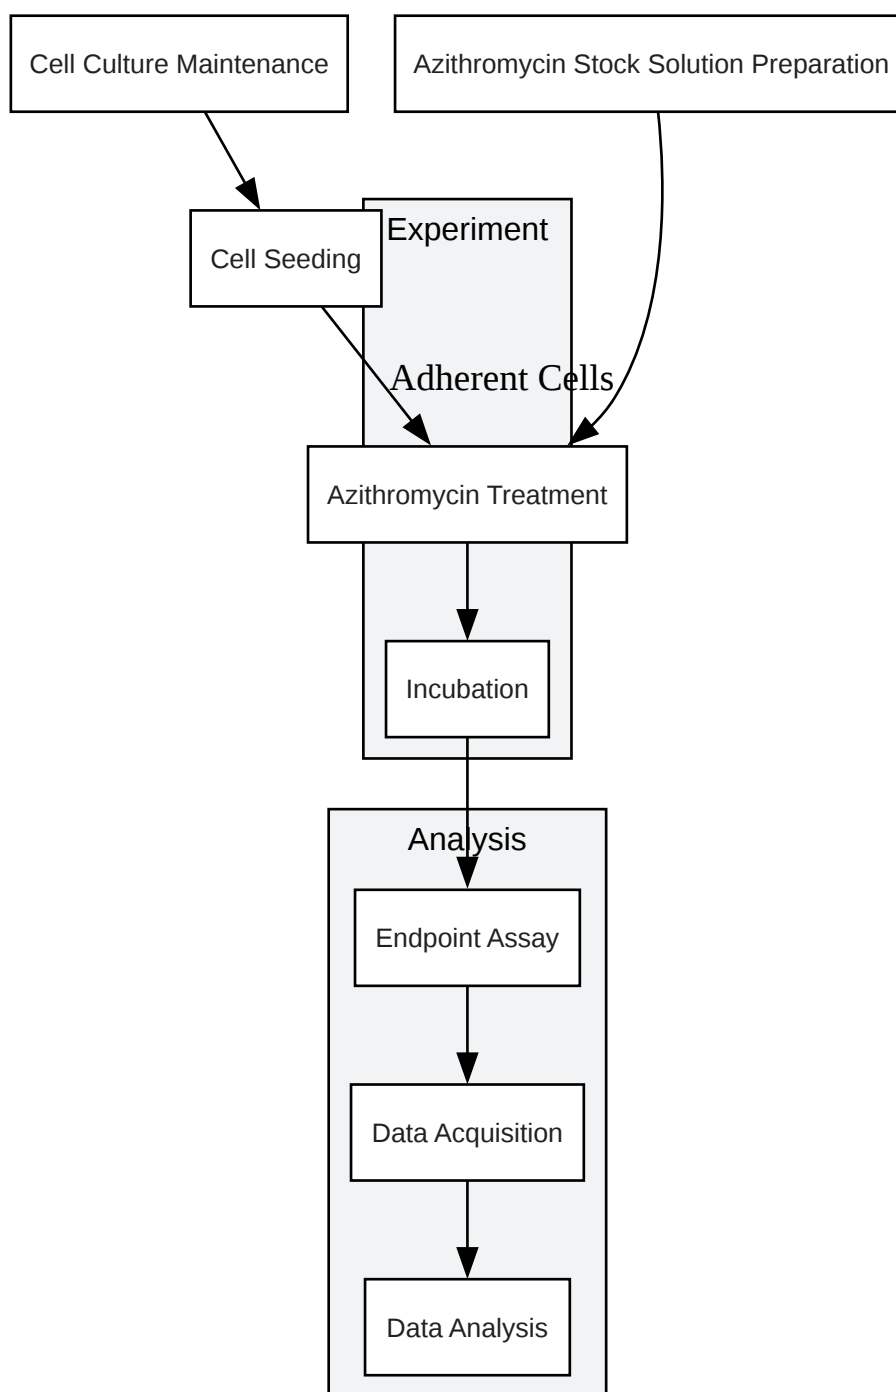 Cell Culture Maintenance
Azithromycin Stock Solution Preparation
Experiment
Cell Seeding
Adherent Cells
Azithromycin Treatment
Incubation
Analysis
Endpoint Assay
Data Acquisition
Data Analysis